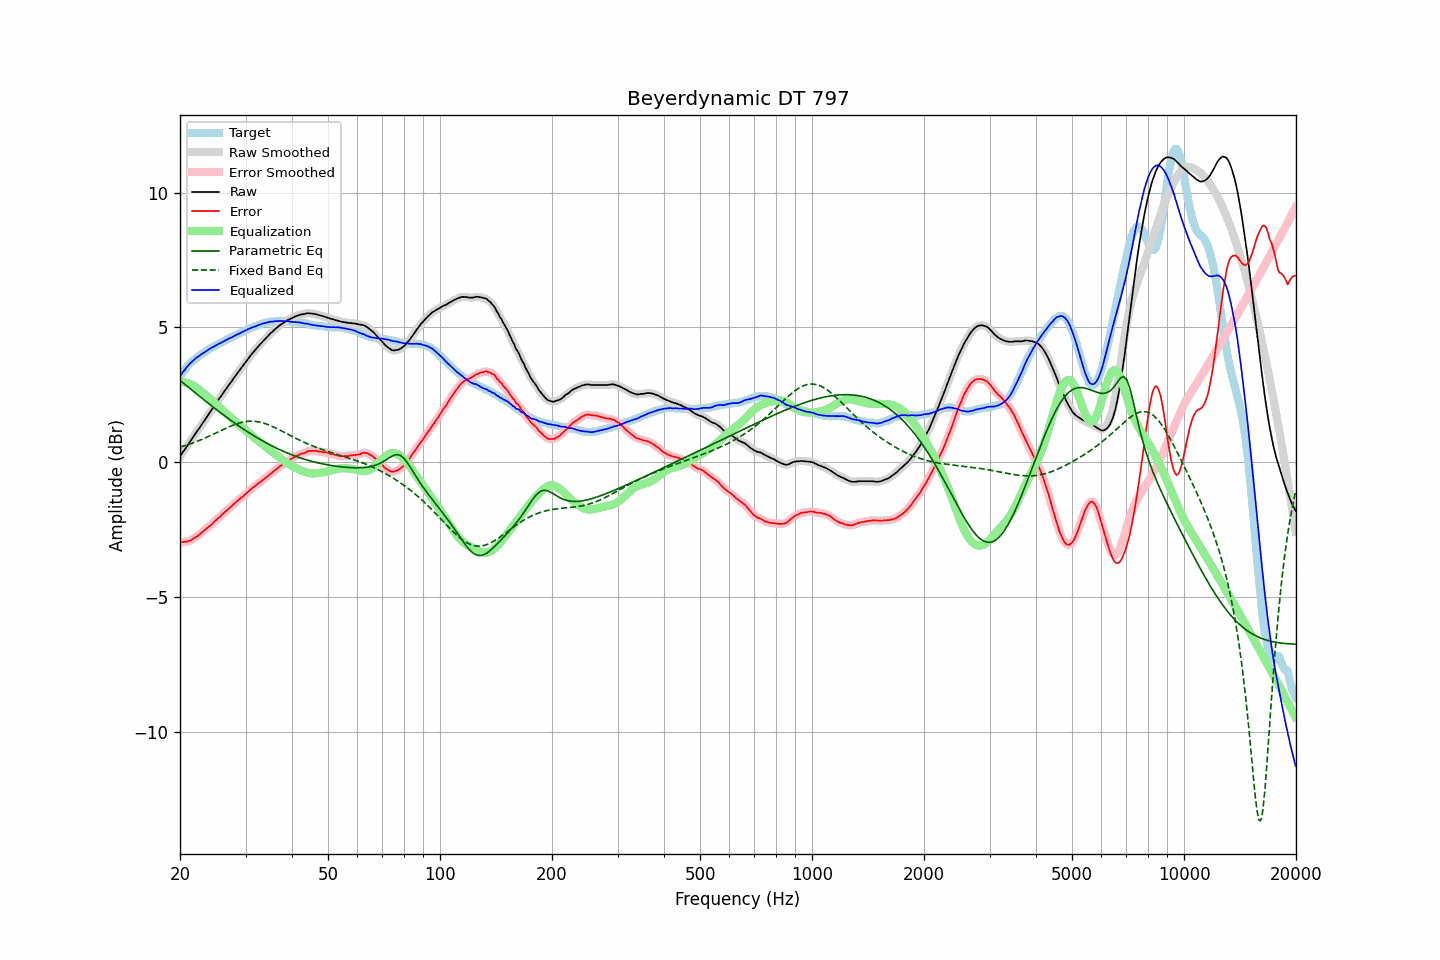 Beyerdynamic DT 797
Target
Raw Smoothed
Error Smoothed
Raw
Error
Equalization
Parametric Eq
Fixed Band Eq
Equalized
10
5
0
−5
−10
Amplitude (dBr)
20 50 100 200 500 1000 2000 5000 10000 20000
Frequency (Hz)